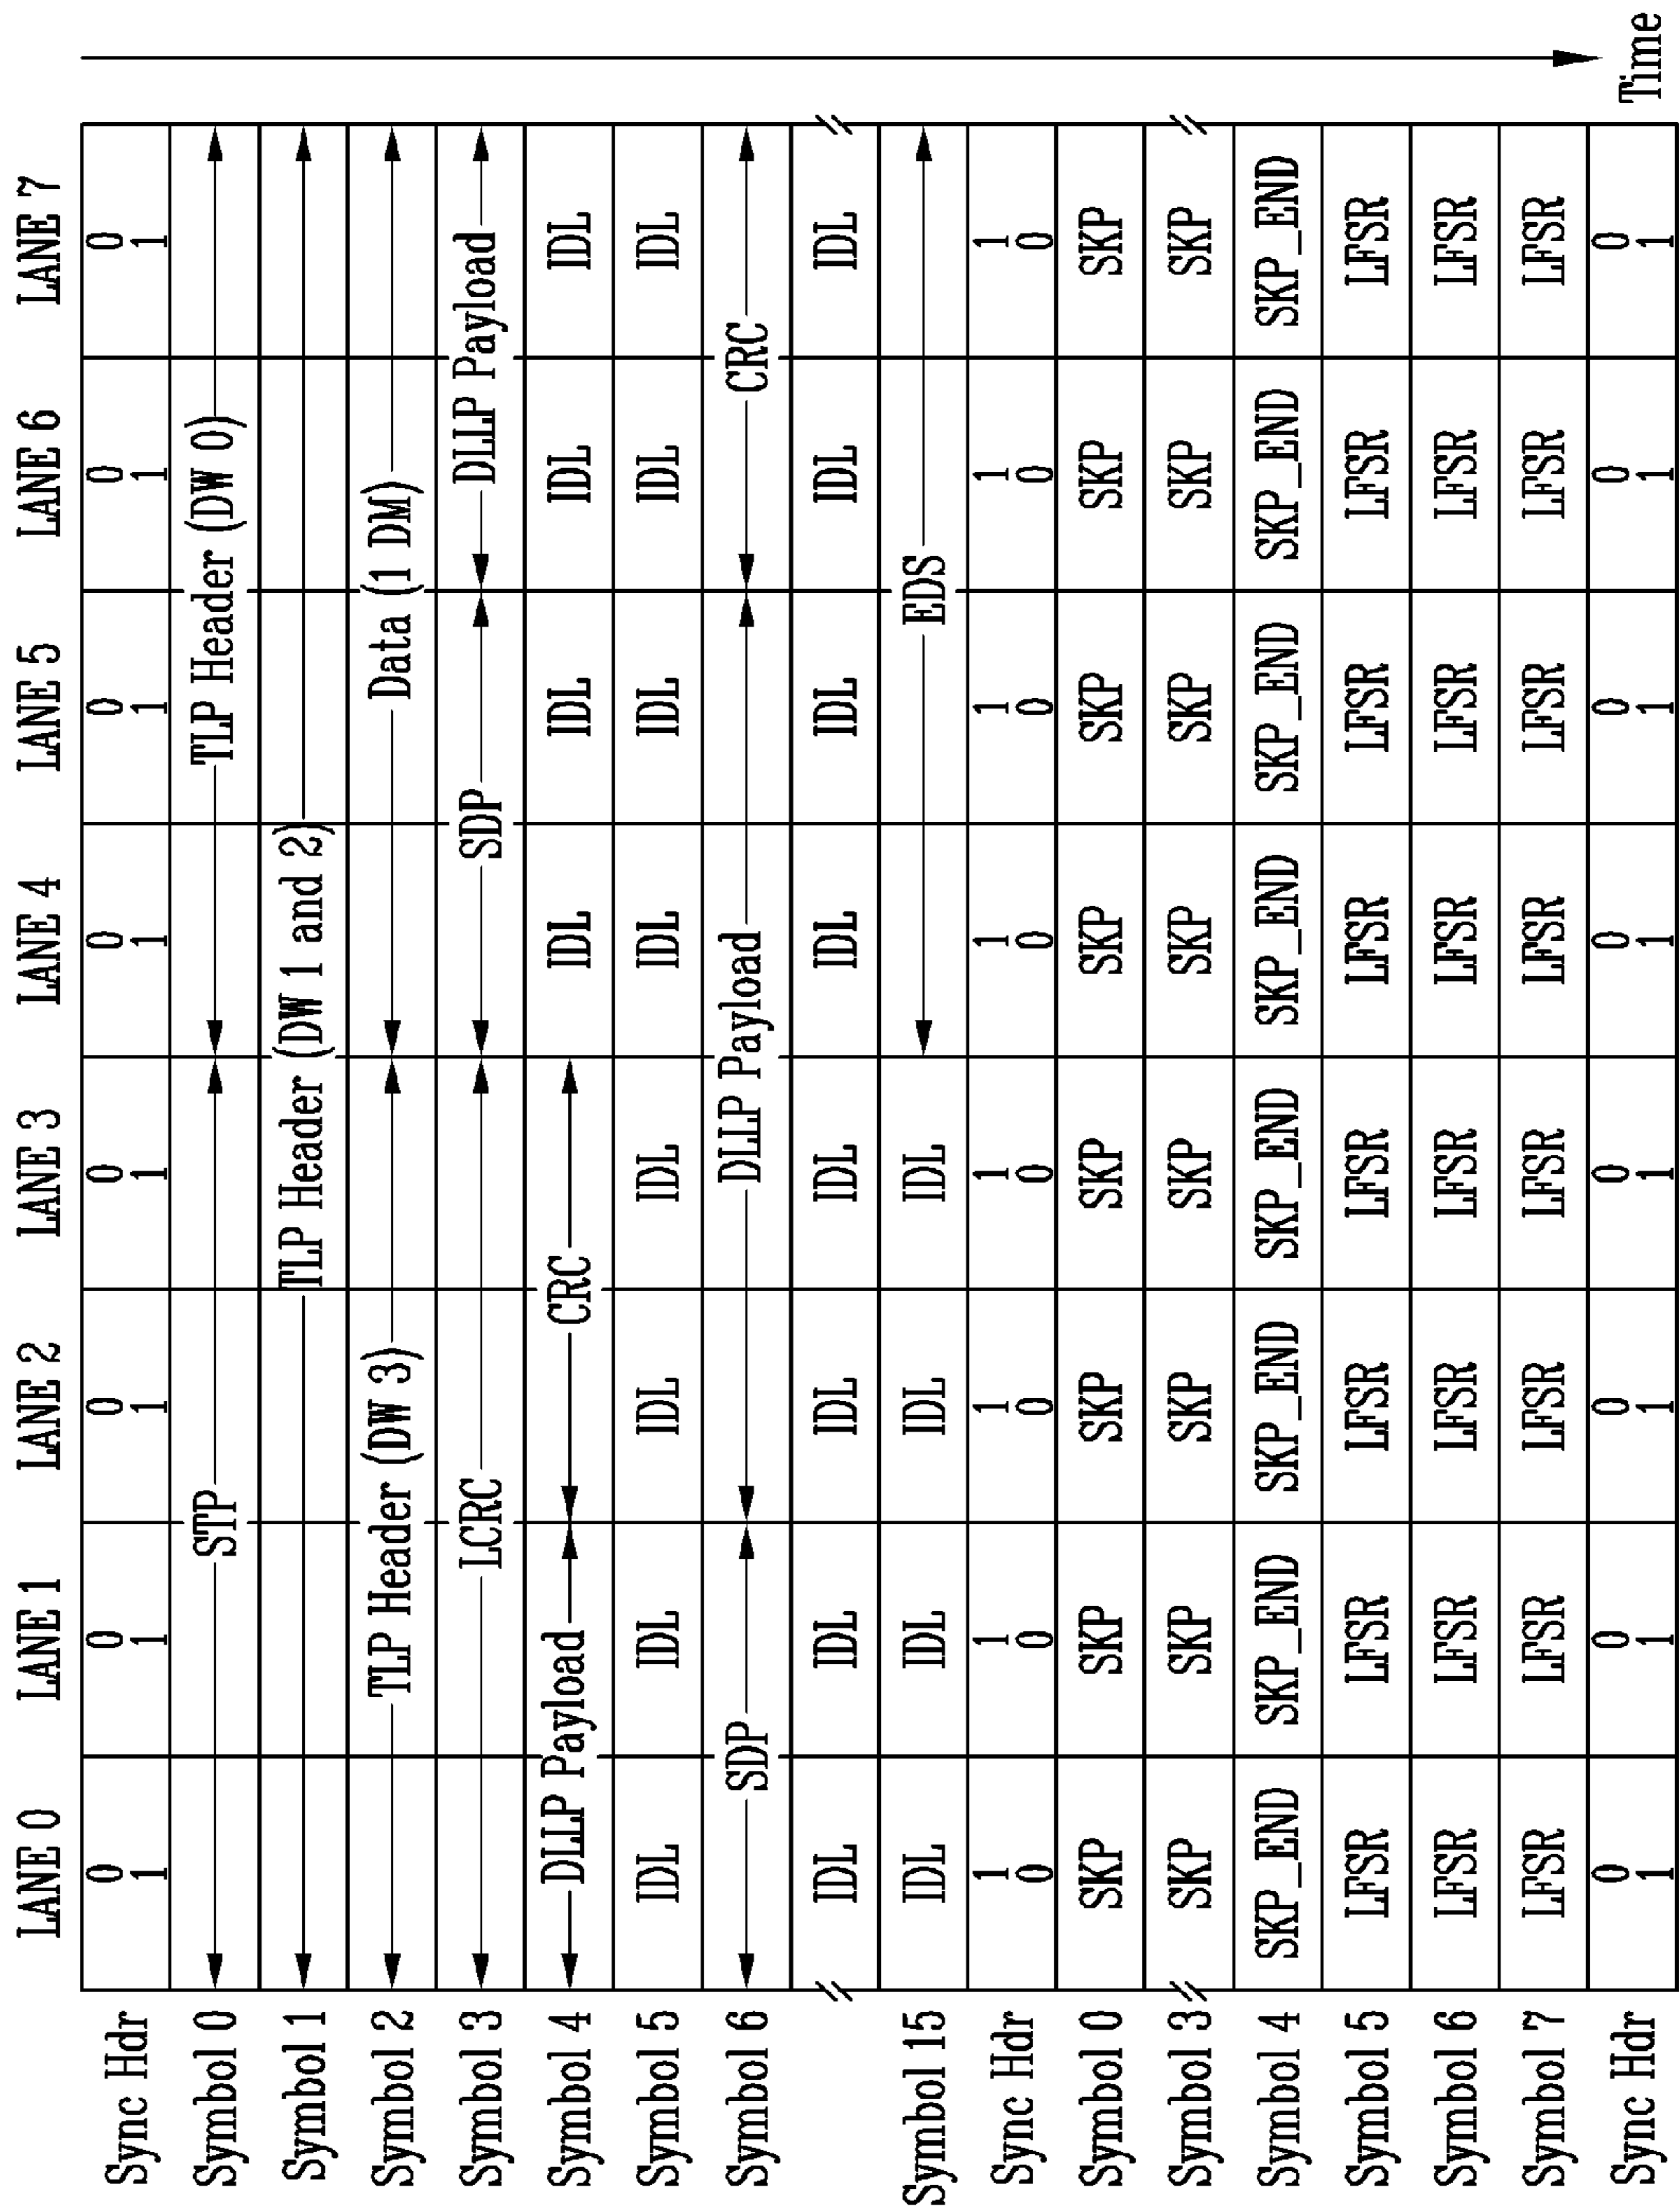 LANE 0 LANE 1 LANE 2 LANE 3 LANE 4 LANE 5 LANE 6 LANE 7
Sync Hdr 0 1 0 1 0 1 0 1 0 1 0 1 0 1 0 1
Symbol 0 STP TLP Header (DW 0)
Symbol 1 TLP Header (DW 1 and 2)
Symbol 2 TLP Header (DW 3) Data (1 DM)
Symbol 3 LCRC SDP DLLP Payload
Symbol 4 DLLP Payload CRC IDL IDL IDL IDL
Symbol 5 IDL IDL IDL IDL IDL IDL IDL IDL
Symbol 6 SDP DLLP Payload CRC
IDL IDL IDL IDL IDL IDL IDL IDL
Symbol 15 IDL IDL IDL IDL EDS
Sync Hdr 1 0 1 0 1 0 1 0 1 0 1 0 1 0 1 0
Symbol 0 SKP SKP SKP SKP SKP SKP SKP SKP
Symbol 3 SKP SKP SKP SKP SKP SKP SKP SKP
Symbol 4 SKP_END SKP_END SKP_END SKP_END SKP_END SKP_END SKP_END SKP_END
Symbol 5 LFSR LFSR LFSR LFSR LFSR LFSR LFSR LFSR
Symbol 6 LFSR LFSR LFSR LFSR LFSR LFSR LFSR LFSR
Symbol 7 LFSR LFSR LFSR LFSR LFSR LFSR LFSR LFSR
Sync Hdr 0 1 0 1 0 1 0 1 0 1 0 1 0 1 0 1
Time